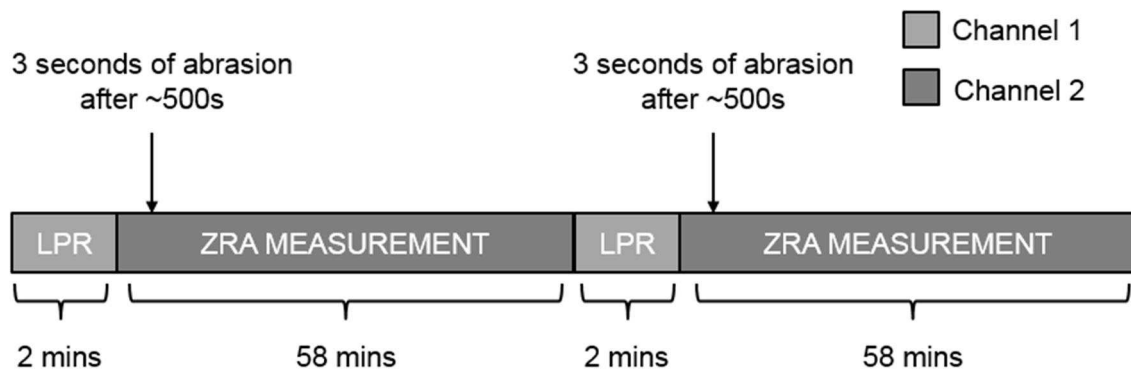 Channel 1
3 seconds of abrasion
after ~500s
3 seconds of abrasion
after ~500s
Channel 2
LPR
ZRA MEASUREMENT
LPR
ZRA MEASUREMENT
2 mins
58 mins
2 mins
58 mins